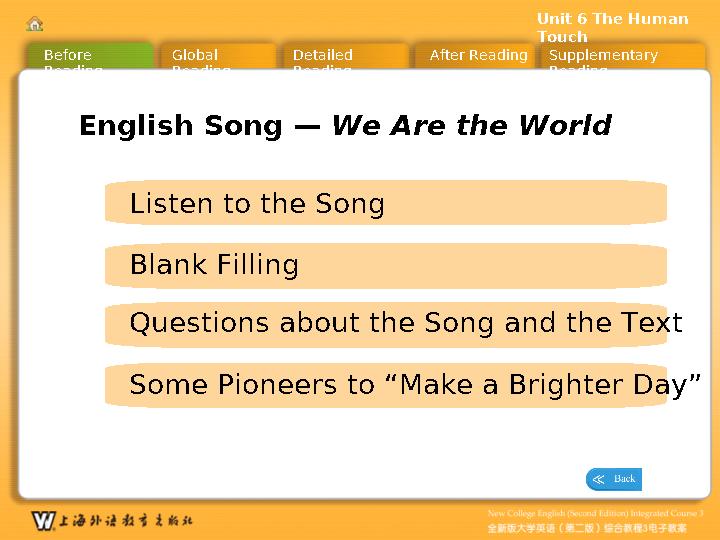 Unit 6 The Human
Touch
Before
Reading
Global
Reading
Detailed
Reading
After Reading
Supplementary
Reading
English Song — We Are the World
Listen to the Song
Blank Filling
Questions about the Song and the Text
Some Pioneers to “Make a Brighter Day”
≪ Back
W 上海外语教育出版社
New College English (Second Edition) Integrated Course 3
全新版大学英语（第二版）综合教程3电子教案